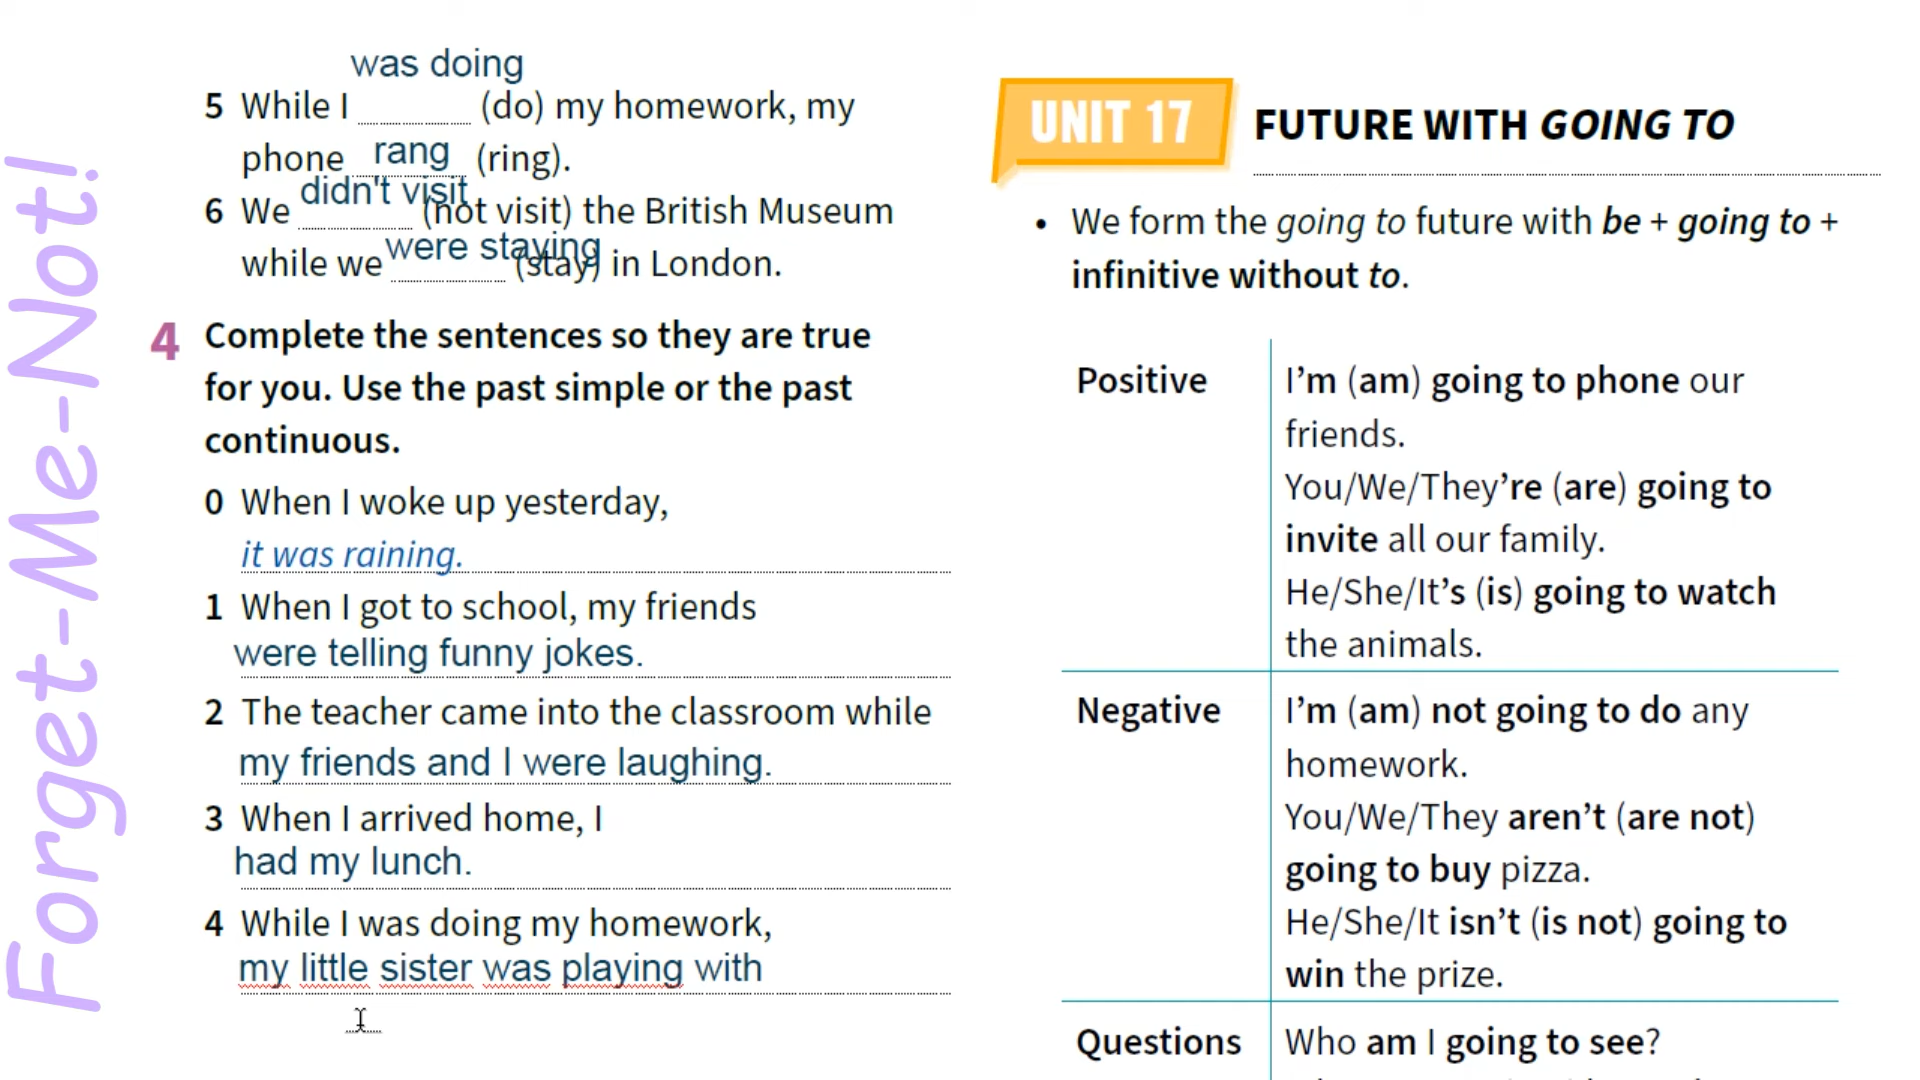 Forget-Me-Not!
was doing
5 While I ........ (do) my homework, my
phone rang (ring).
didn't visit
6 We ........ (not visit) the British Museum
were staying
while we ........ (stay) in London.
4 Complete the sentences so they are true
for you. Use the past simple or the past
continuous.
0 When I woke up yesterday,
it was raining.
1 When I got to school, my friends
were telling funny jokes.
2 The teacher came into the classroom while
my friends and I were laughing.
3 When I arrived home, I
had my lunch.
4 While I was doing my homework,
my little sister was playing with
UNIT 17 FUTURE WITH GOING TO
• We form the going to future with be + going to +
infinitive without to.
Positive I'm (am) going to phone our
friends.
You/We/They're (are) going to
invite all our family.
He/She/It's (is) going to watch
the animals.
Negative I'm (am) not going to do any
homework.
You/We/They aren't (are not)
going to buy pizza.
He/She/It isn't (is not) going to
win the prize.
Questions Who am I going to see?